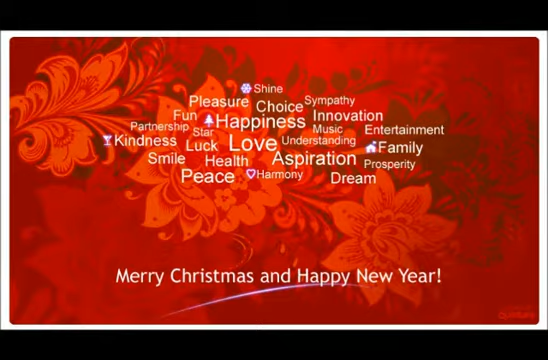 Shine
Pleasure Choice Sympathy
Fun Happiness Innovation
Partnership Star Music Entertainment
Kindness Luck Love Understanding Family
Smile Health Aspiration Prosperity
Peace Harmony Dream
Merry Christmas and Happy New Year!